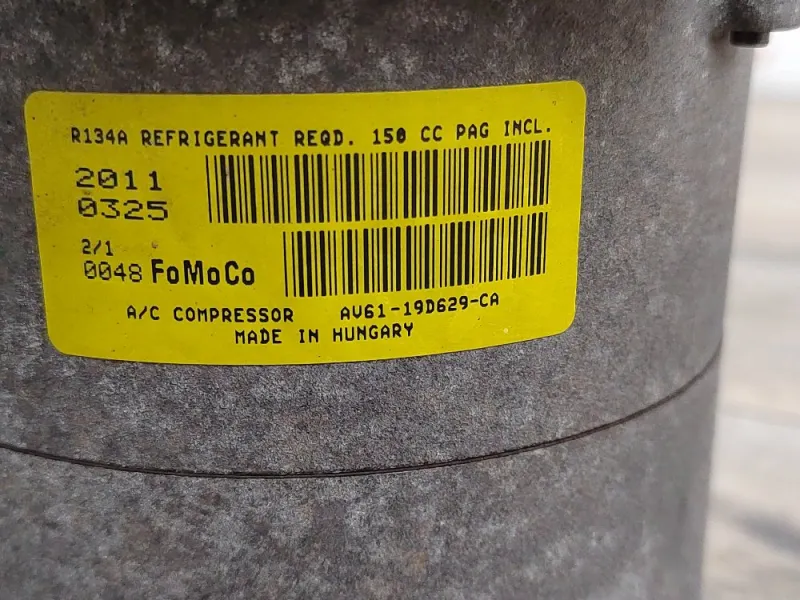 R134A REFRIGERANT REQD. 150 CC PAG INCL.
2011
0325
2/1
0048 FoMoCo
A/C COMPRESSOR AV61-19D629-CA
MADE IN HUNGARY